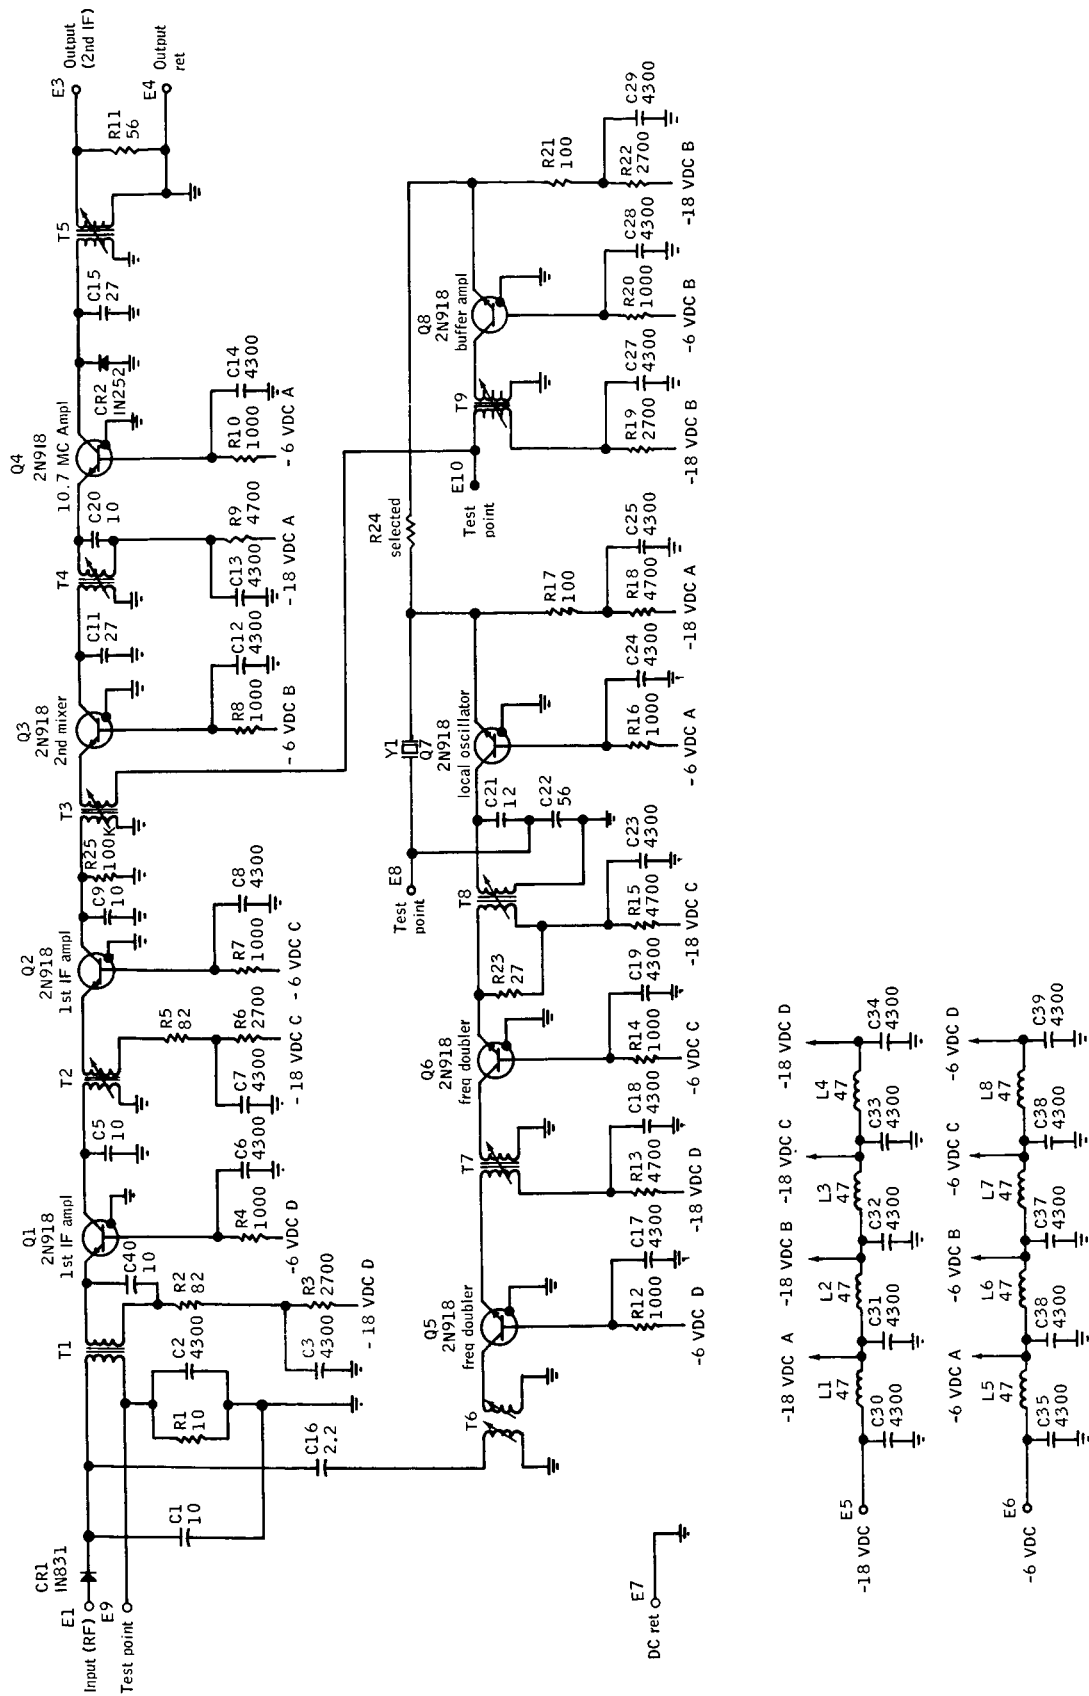 E1
Input (RF)
E9
Test point
CR1
IN831
C1
10
C16
2.2
R1
10
C2
4300
T1
C40
10
R2
82
R3
2700
C3
4300
-18 VDC D
Q1
2N918
1st IF ampl
R4
1000
C6
4300
-6 VDC D
C5
10
T2
R5
82
R6
2700
C7
4300
-18 VDC C
Q2
2N918
1st IF ampl
R7
1000
C8
4300
-6 VDC C
C9
10
R25
100K
T3
Q3
2N918
2nd mixer
R8
1000
C12
4300
-6 VDC B
C11
27
T4
C20
10
R9
4700
C13
4300
-18 VDC A
Q4
2N918
10.7 MC Ampl
R10
1000
C14
4300
-6 VDC A
CR2
IN252
C15
27
T5
R11
56
E3
Output
(2nd IF)
E4
Output
ret
T6
Q5
2N918
freq doubler
R12
1000
C17
4300
-6 VDC D
T7
R13
4700
C18
4300
-18 VDC D
Q6
2N918
freq doubler
R14
1000
C19
4300
-6 VDC C
R23
27
T8
R15
4700
C23
4300
-18 VDC C
E8
Test
point
C21
12
C22
56
Y1
Q7
2N918
local oscillator
R16
1000
C24
4300
-6 VDC A
R17
100
R18
4700
C25
4300
-18 VDC A
R24
selected
E10
Test
point
T9
R19
2700
C27
4300
-18 VDC B
Q8
2N918
buffer ampl
R20
1000
C28
4300
-6 VDC B
R21
100
R22
2700
C29
4300
-18 VDC B
E7
DC ret
-18 VDC
E5
C30
4300
L1
47
-18 VDC A
C31
4300
L2
47
-18 VDC B
C32
4300
L3
47
-18 VDC C
C33
4300
L4
47
-18 VDC D
C34
4300
-6 VDC
E6
C35
4300
L5
47
-6 VDC A
C38
4300
L6
47
-6 VDC B
C37
4300
L7
47
-6 VDC C
C38
4300
L8
47
-6 VDC D
C39
4300